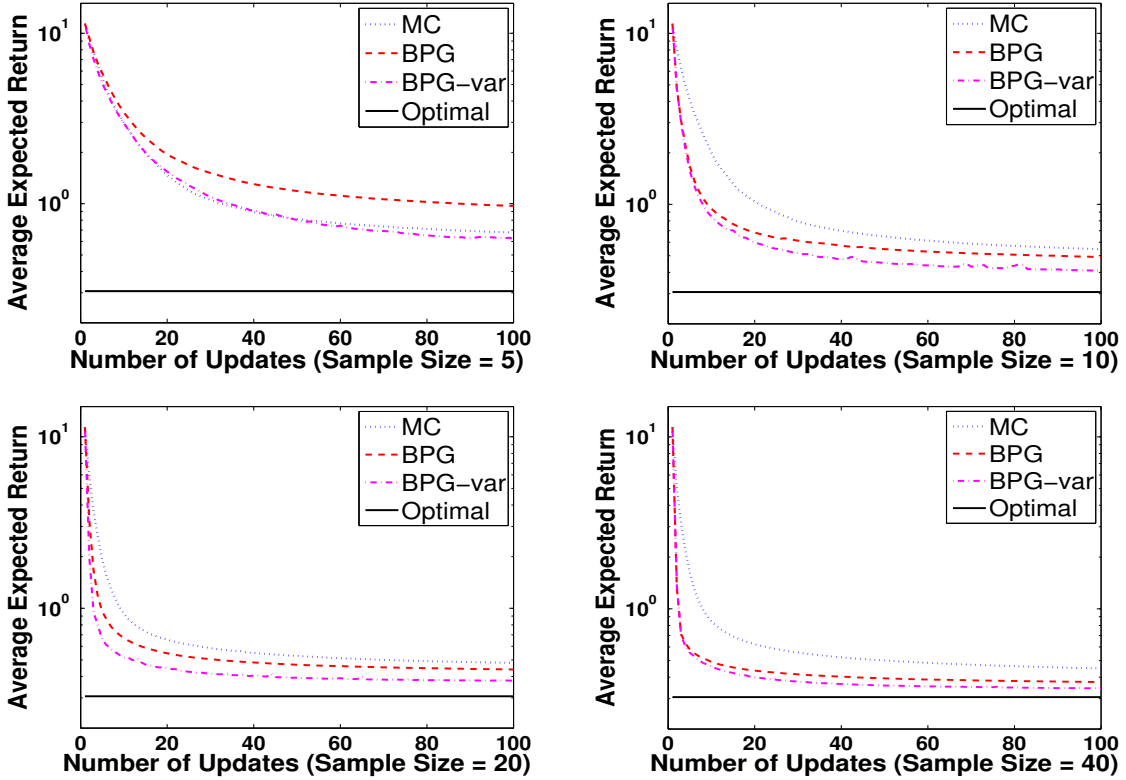 Average Expected Return
10^1
10^0
MC
BPG
BPG-var
Optimal
0 20 40 60 80 100
Number of Updates (Sample Size = 5)
Average Expected Return
10^1
10^0
MC
BPG
BPG-var
Optimal
0 20 40 60 80 100
Number of Updates (Sample Size = 10)
Average Expected Return
10^1
10^0
MC
BPG
BPG-var
Optimal
0 20 40 60 80 100
Number of Updates (Sample Size = 20)
Average Expected Return
10^1
10^0
MC
BPG
BPG-var
Optimal
0 20 40 60 80 100
Number of Updates (Sample Size = 40)